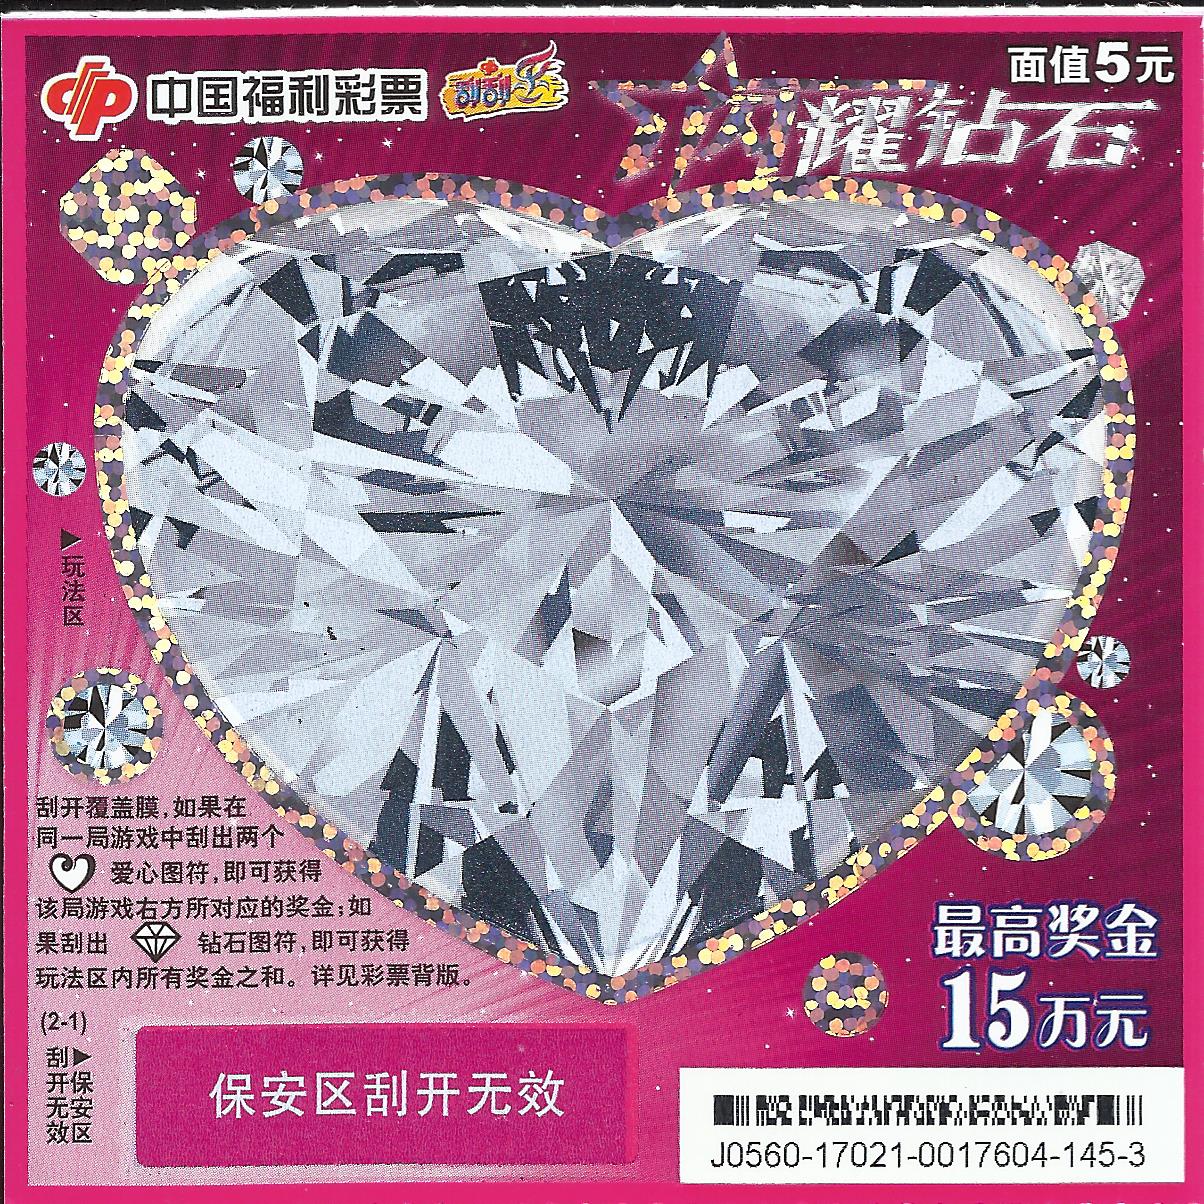 中国福利彩票
刮刮乐
面值5元
闪耀钻石
▶玩法区
刮开覆盖膜,如果在
同一局游戏中刮出两个
爱心图符,即可获得
该局游戏右方所对应的奖金;如
果刮出 钻石图符,即可获得
玩法区内所有奖金之和。详见彩票背版。
(2-1)
▶保安区
刮开无效
保安区刮开无效
最高奖金
15万元
J0560-17021-0017604-145-3